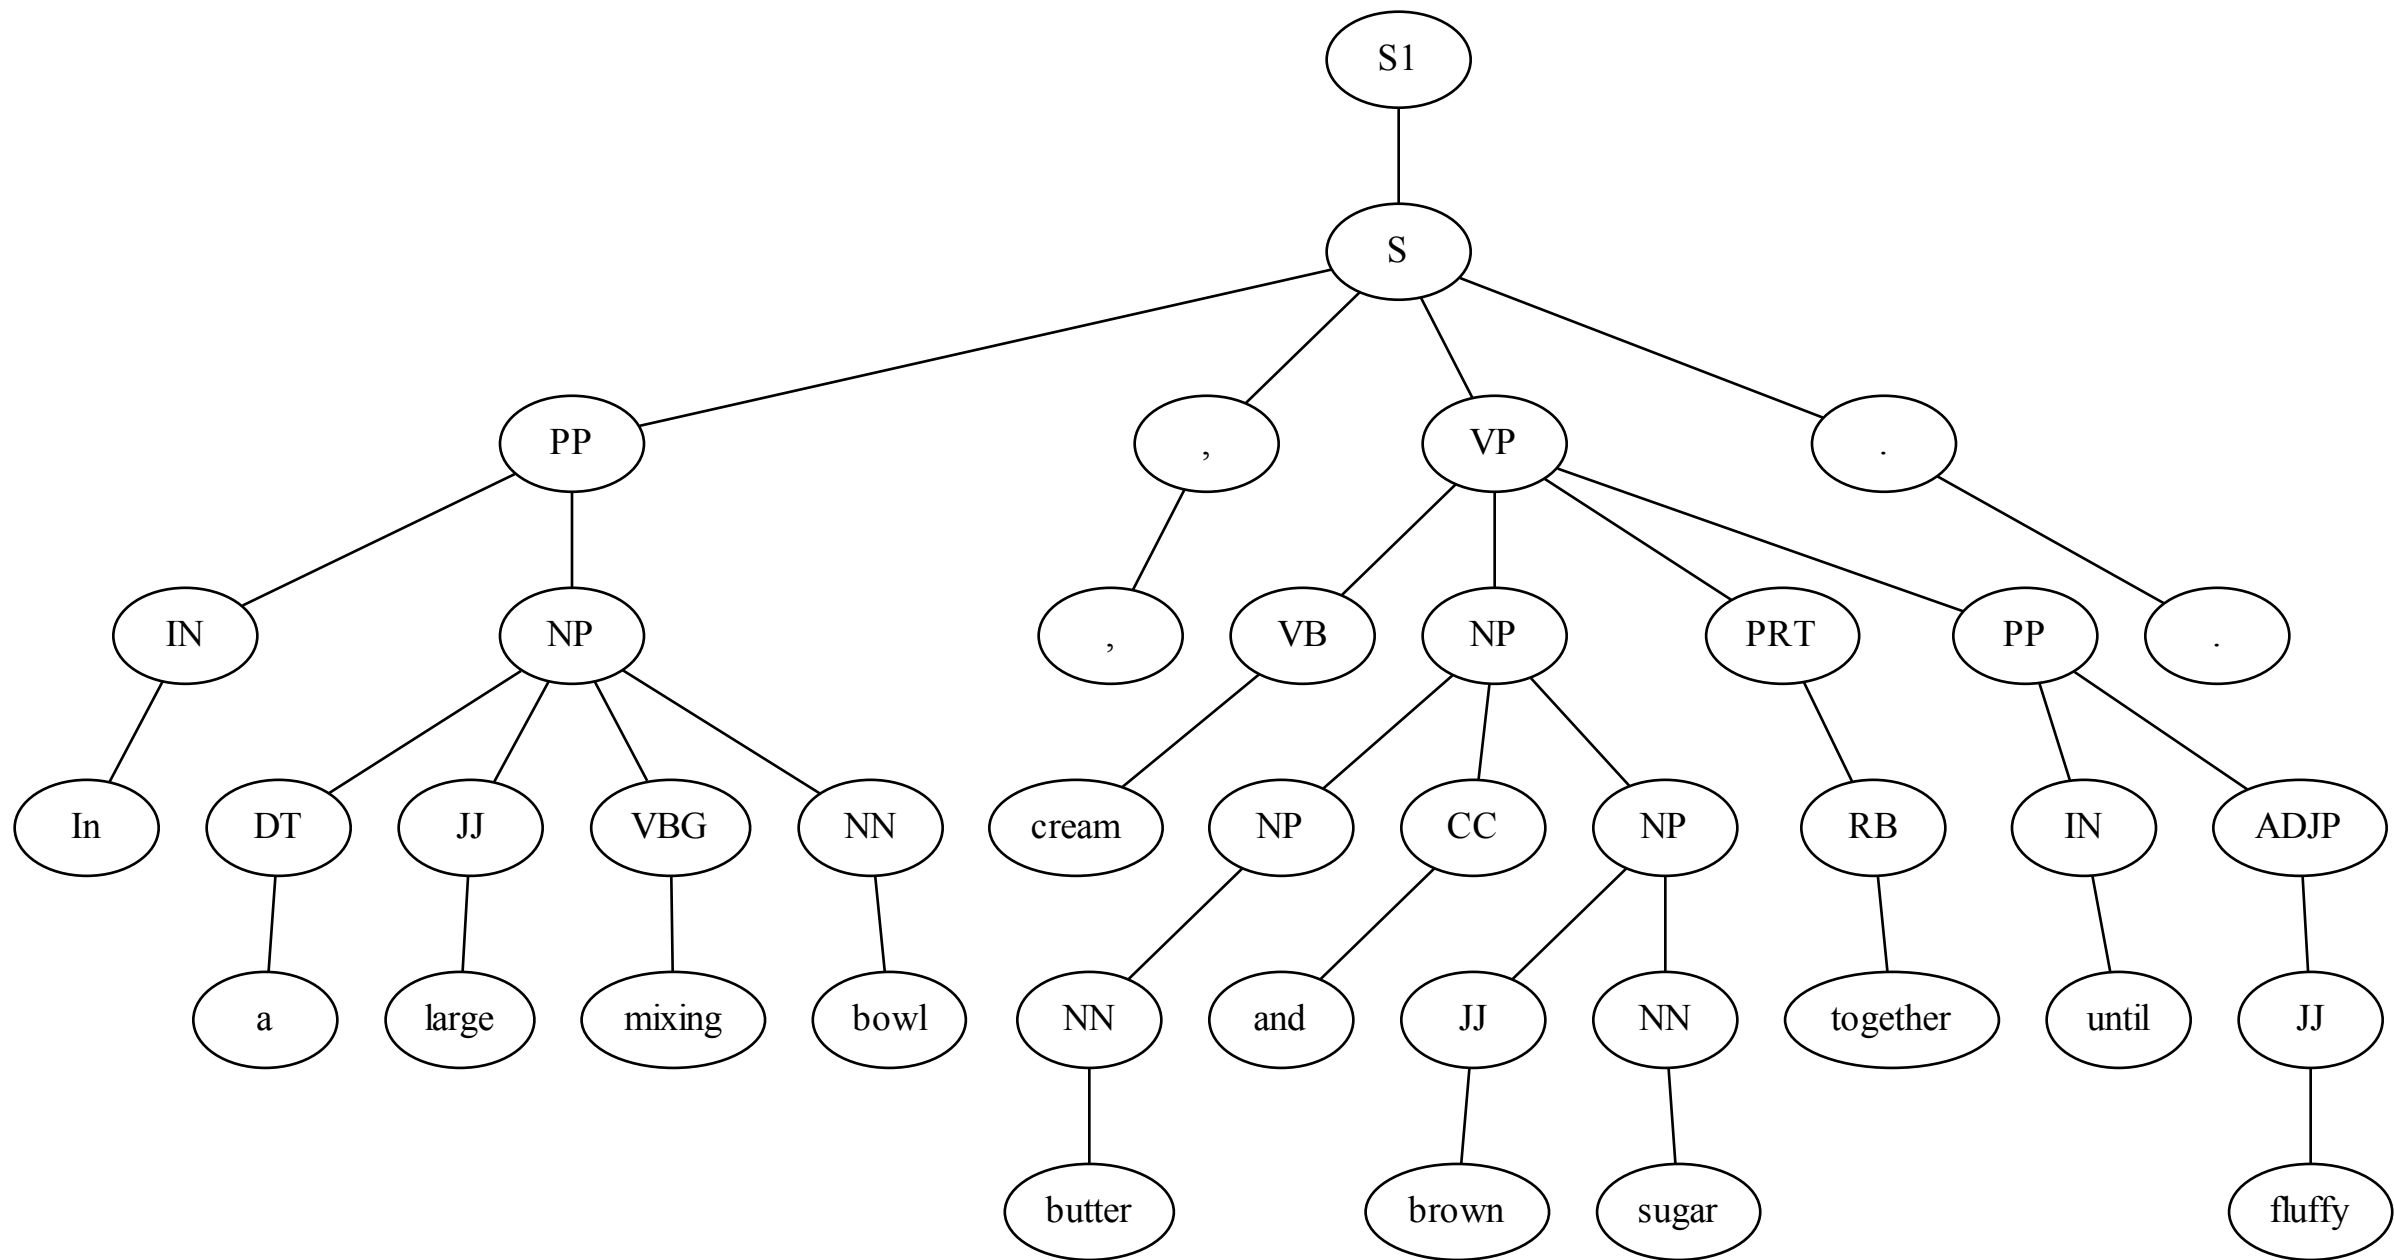 S1
S
PP , VP .
IN NP , VB NP PRT PP .
In DT JJ VBG NN cream NP CC NP RB IN ADJP
a large mixing bowl NN and JJ NN together until JJ
butter brown sugar fluffy